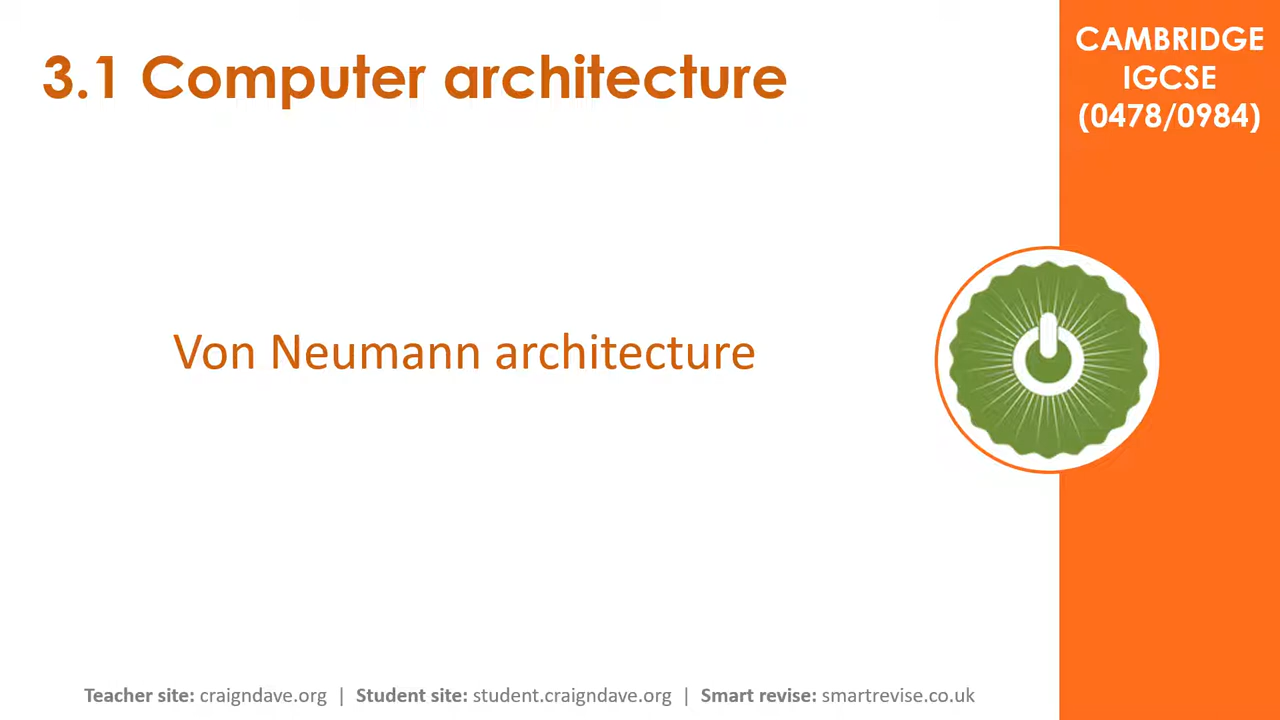 3.1 Computer architecture
CAMBRIDGE
IGCSE
(0478/0984)
Von Neumann architecture
Teacher site: craigndave.org | Student site: student.craigndave.org | Smart revise: smartrevise.co.uk